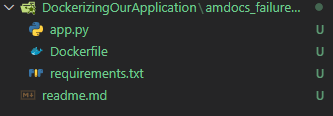 DockerizingOurApplication\amdocs_failure...
app.py U
Dockerfile U
requirements.txt U
readme.md U